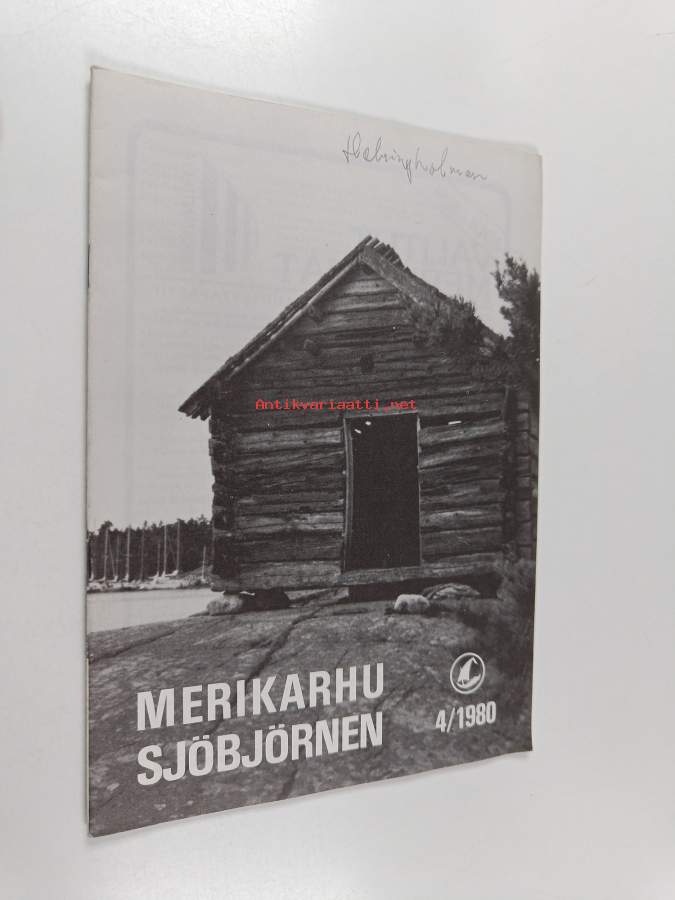 Antikvariaatti.net
MERIKARHU
SJÖBJÖRNEN
4/1980